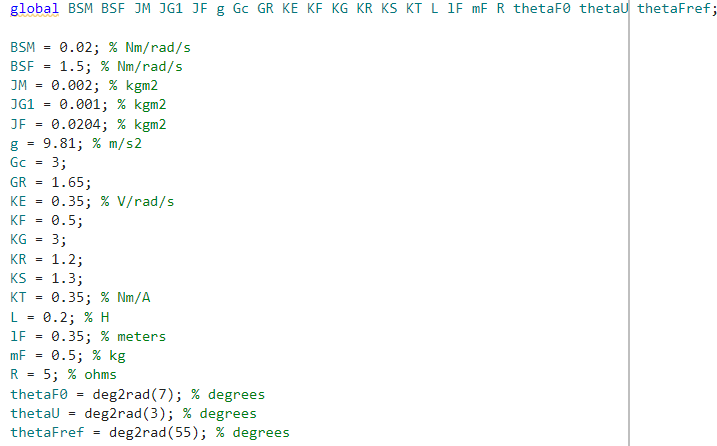 global BSM BSF JM JG1 JF g Gc GR KE KF KG KR KS KT L lF mF R thetaF0 thetaU thetaFref;
BSM = 0.02; % Nm/rad/s
BSF = 1.5; % Nm/rad/s
JM = 0.002; % kgm2
JG1 = 0.001; % kgm2
JF = 0.0204; % kgm2
g = 9.81; % m/s2
Gc = 3;
GR = 1.65;
KE = 0.35; % V/rad/s
KF = 0.5;
KG = 3;
KR = 1.2;
KS = 1.3;
KT = 0.35; % Nm/A
L = 0.2; % H
lF = 0.35; % meters
mF = 0.5; % kg
R = 5; % ohms
thetaF0 = deg2rad(7); % degrees
thetaU = deg2rad(3); % degrees
thetaFref = deg2rad(55); % degrees